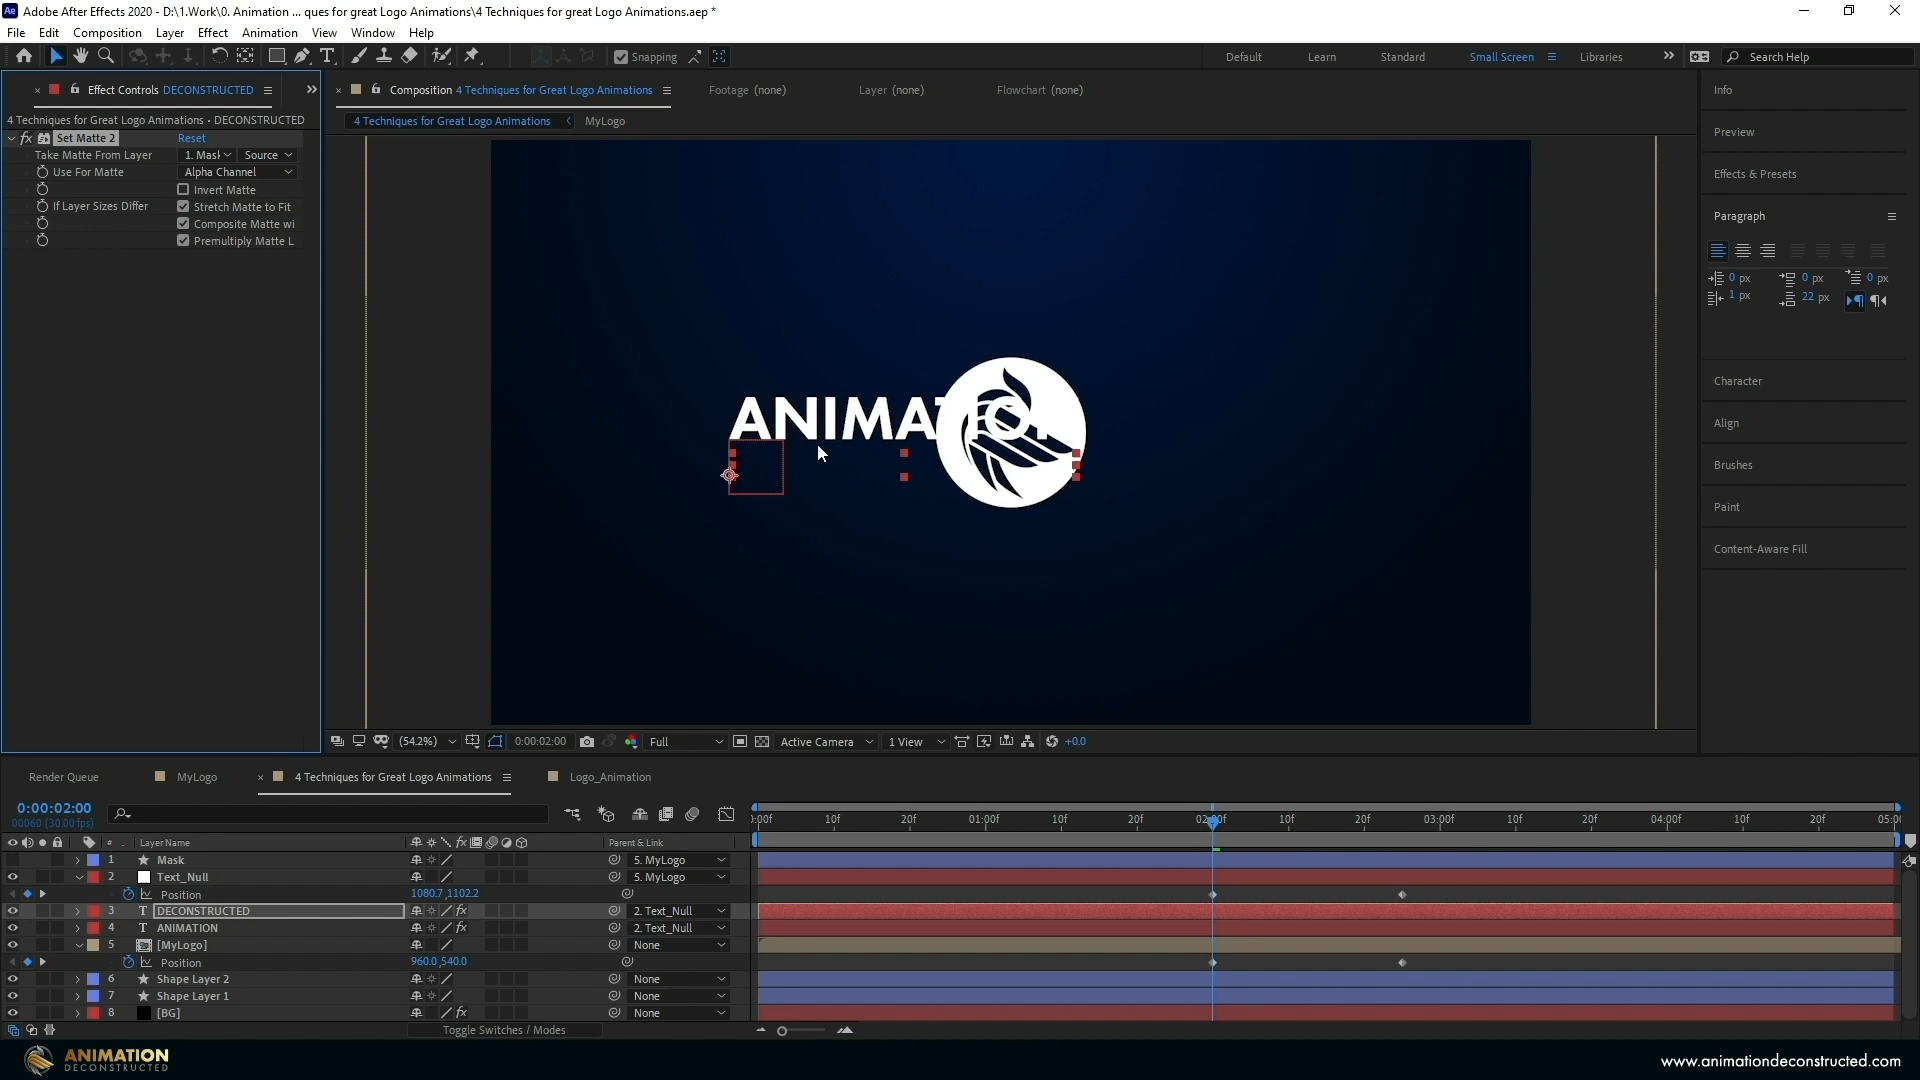 Adobe After Effects 2020 - D:\1.Work\0. Animation ... ques for great Logo Animations\4 Techniques for great Logo Animations.aep *
File Edit Composition Layer Effect Animation View Window Help
Snapping
Default Learn Standard Small Screen Libraries Search Help
Effect Controls DECONSTRUCTED
4 Techniques for Great Logo Animations • DECONSTRUCTED
fx Set Matte 2 Reset
Take Matte From Layer 1. Masl Source
Use For Matte Alpha Channel
Invert Matte
If Layer Sizes Differ Stretch Matte to Fit
Composite Matte wi
Premultiply Matte L
Composition 4 Techniques for Great Logo Animations Footage (none) Layer (none) Flowchart (none)
4 Techniques for Great Logo Animations MyLogo
ANIMATION
(54.2%) 0:00:02:00 Full Active Camera 1 View +0.0
Info
Preview
Effects & Presets
Paragraph
0 px 0 px 0 px
1 px 22 px
Character
Align
Brushes
Paint
Content-Aware Fill
Render Queue MyLogo 4 Techniques for Great Logo Animations Logo_Animation
0:00:02:00
00060 (30.00 fps)
):00f 10f 20f 01:00f 10f 20f 02:00f 10f 20f 03:00f 10f 20f 04:00f 10f 05:00
# Layer Name fx Parent & Link
1 Mask 5. MyLogo
2 Text_Null 5. MyLogo
Position 1080.7,1102.2
3 T DECONSTRUCTED fx 2. Text_Null
4 T ANIMATION fx 2. Text_Null
5 [MyLogo] None
Position 960.0,540.0
6 Shape Layer 2 None
7 Shape Layer 1 None
8 [BG] fx None
Toggle Switches / Modes
ANIMATION
DECONSTRUCTED
www.animationdeconstructed.com